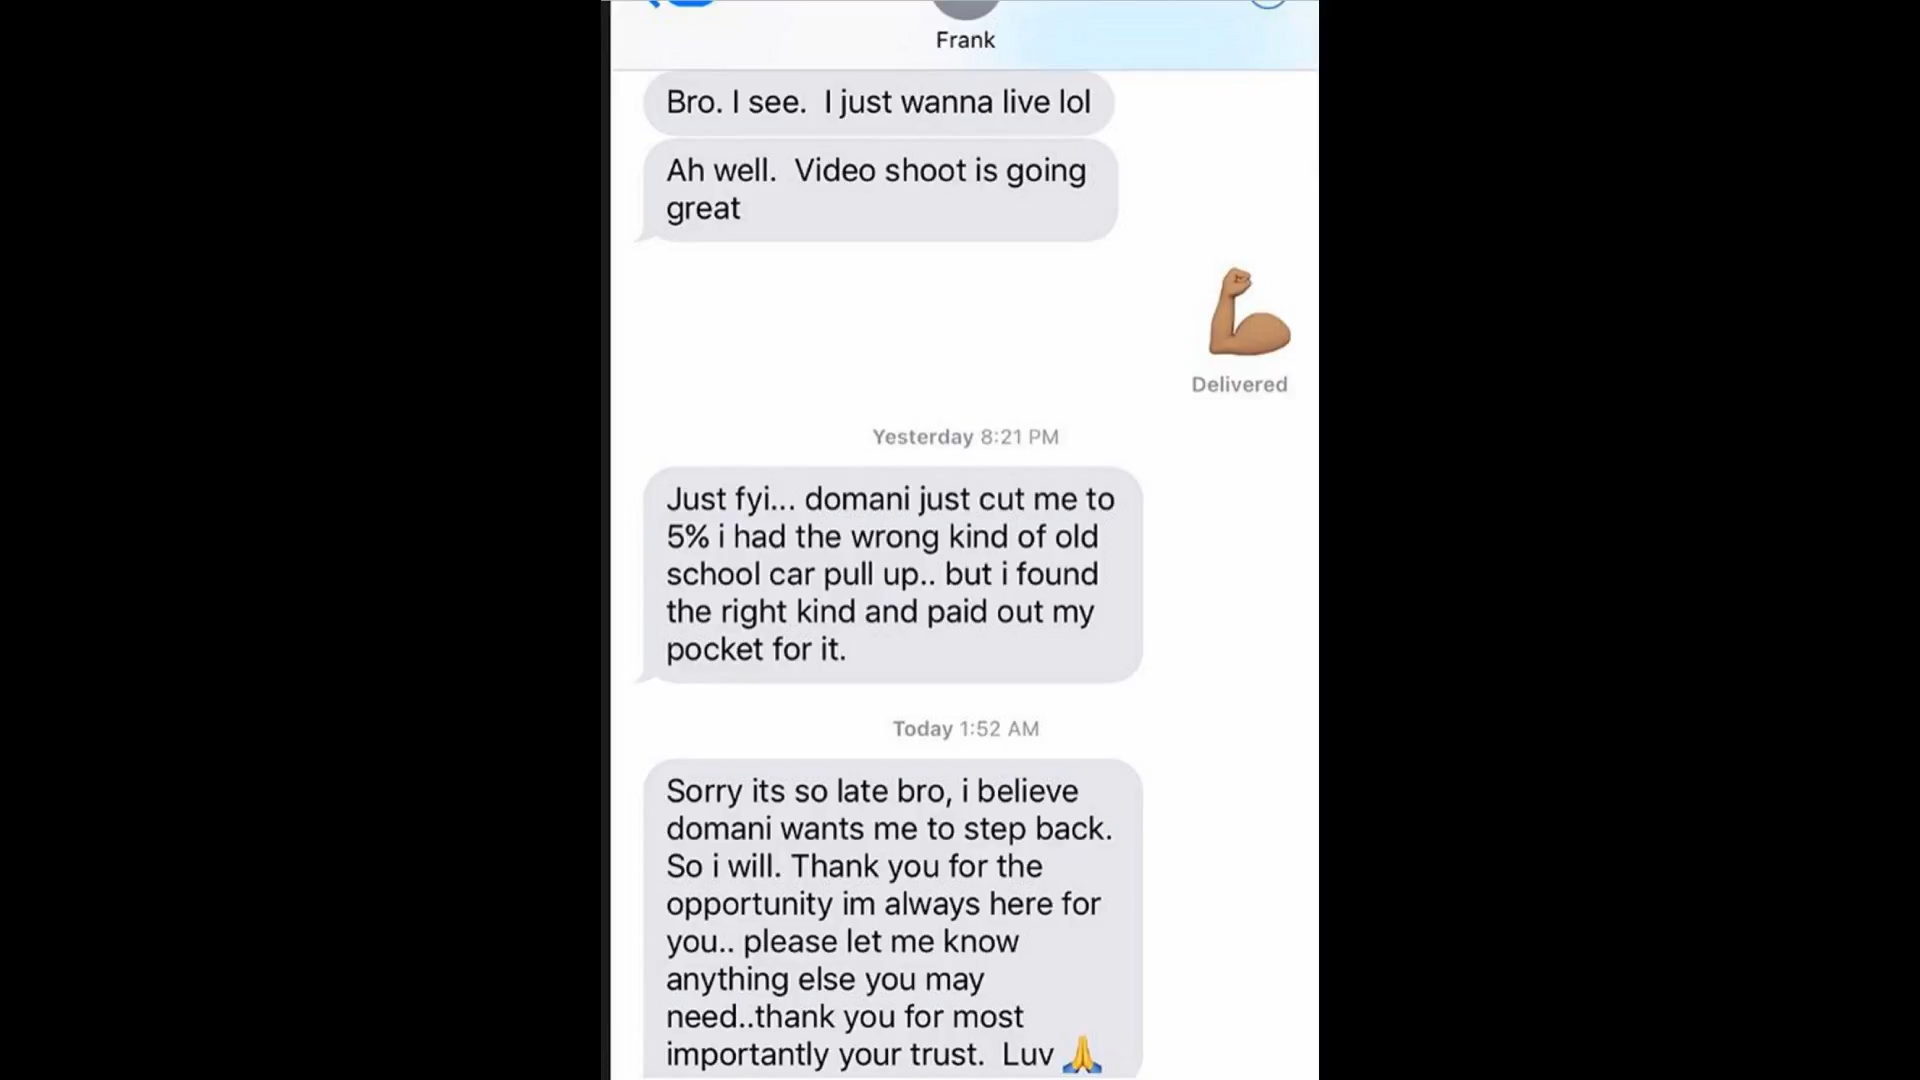 Frank
Bro. I see.  I just wanna live lol
Ah well.  Video shoot is going
great
Delivered
Yesterday 8:21 PM
Just fyi... domani just cut me to
5% i had the wrong kind of old
school car pull up.. but i found
the right kind and paid out my
pocket for it.
Today 1:52 AM
Sorry its so late bro, i believe
domani wants me to step back.
So i will. Thank you for the
opportunity im always here for
you.. please let me know
anything else you may
need..thank you for most
importantly your trust.  Luv 🙏